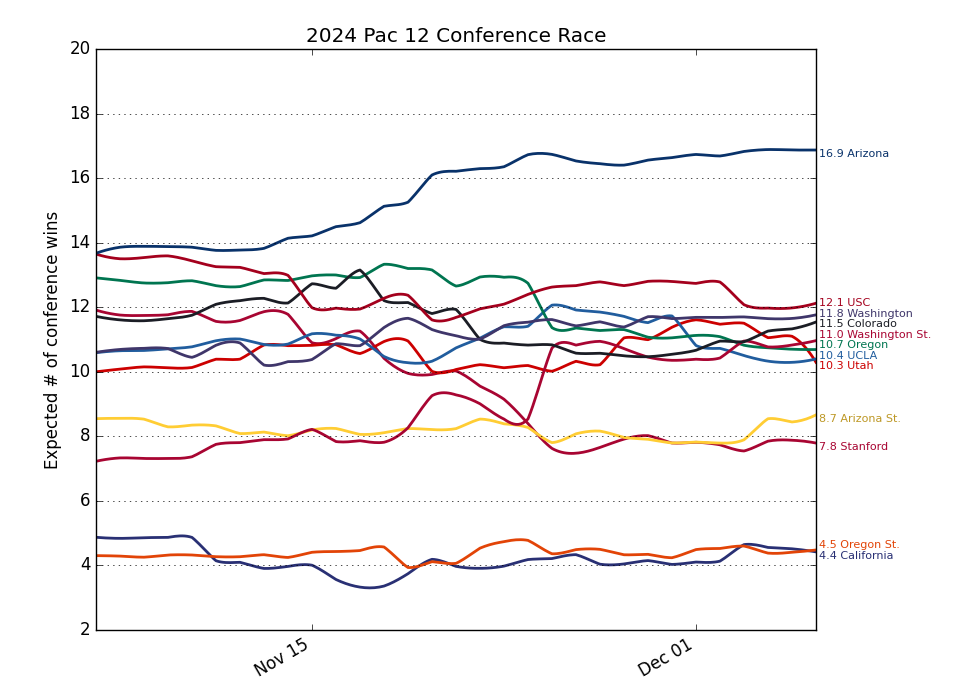 2024 Pac 12 Conference Race
Expected # of conference wins
20
18
16
14
12
10
8
6
4
2
Nov 15
Dec 01
16.9 Arizona
12.1 USC
11.8 Washington
11.5 Colorado
11.0 Washington St.
10.7 Oregon
10.4 UCLA
10.3 Utah
8.7 Arizona St.
7.8 Stanford
4.5 Oregon St.
4.4 California